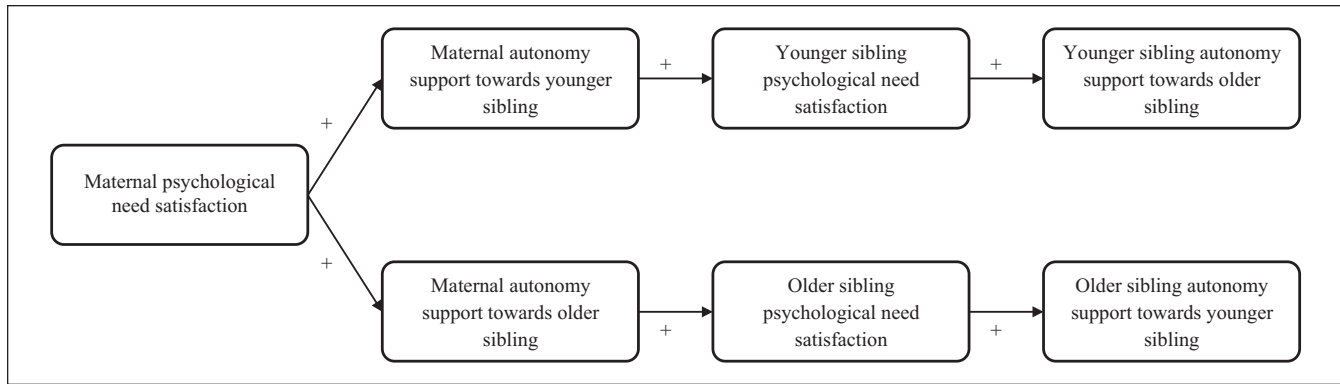 Maternal autonomy
support towards younger
sibling
+
Younger sibling
psychological need
satisfaction
+
Younger sibling autonomy
support towards older
sibling
+
Maternal psychological
need satisfaction
+
Maternal autonomy
support towards older
sibling
+
Older sibling
psychological need
satisfaction
+
Older sibling autonomy
support towards younger
sibling